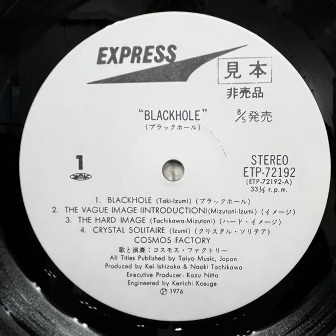 EXPRESS
見本
非売品
"BLACKHOLE"
(ブラックホール)
8/5発売
1
STEREO
ETP-72192
(ETP-72192-A)
33⅓ r.p.m.
1. BLACKHOLE (Taki-Izumi) (ブラックホール)
2. THE VAGUE IMAGE (INTRODUCTION) (Mizutani-Izumi) (イメージ)
3. THE HARD IMAGE (Tachikawa-Mizutani) (ハード・イメージ)
4. CRYSTAL SOLITAIRE (Izumi) (クリスタル・ソリテア)
COSMOS FACTORY
歌と演奏:コスモス・ファクトリー
All Titles Published by Taiyo Music, Japan
Produced by Kei Ishizaka & Naoki Tachikawa
Executive Producer: Kazu Nitto
Engineered by Kenichi Kosuge
℗ 1976